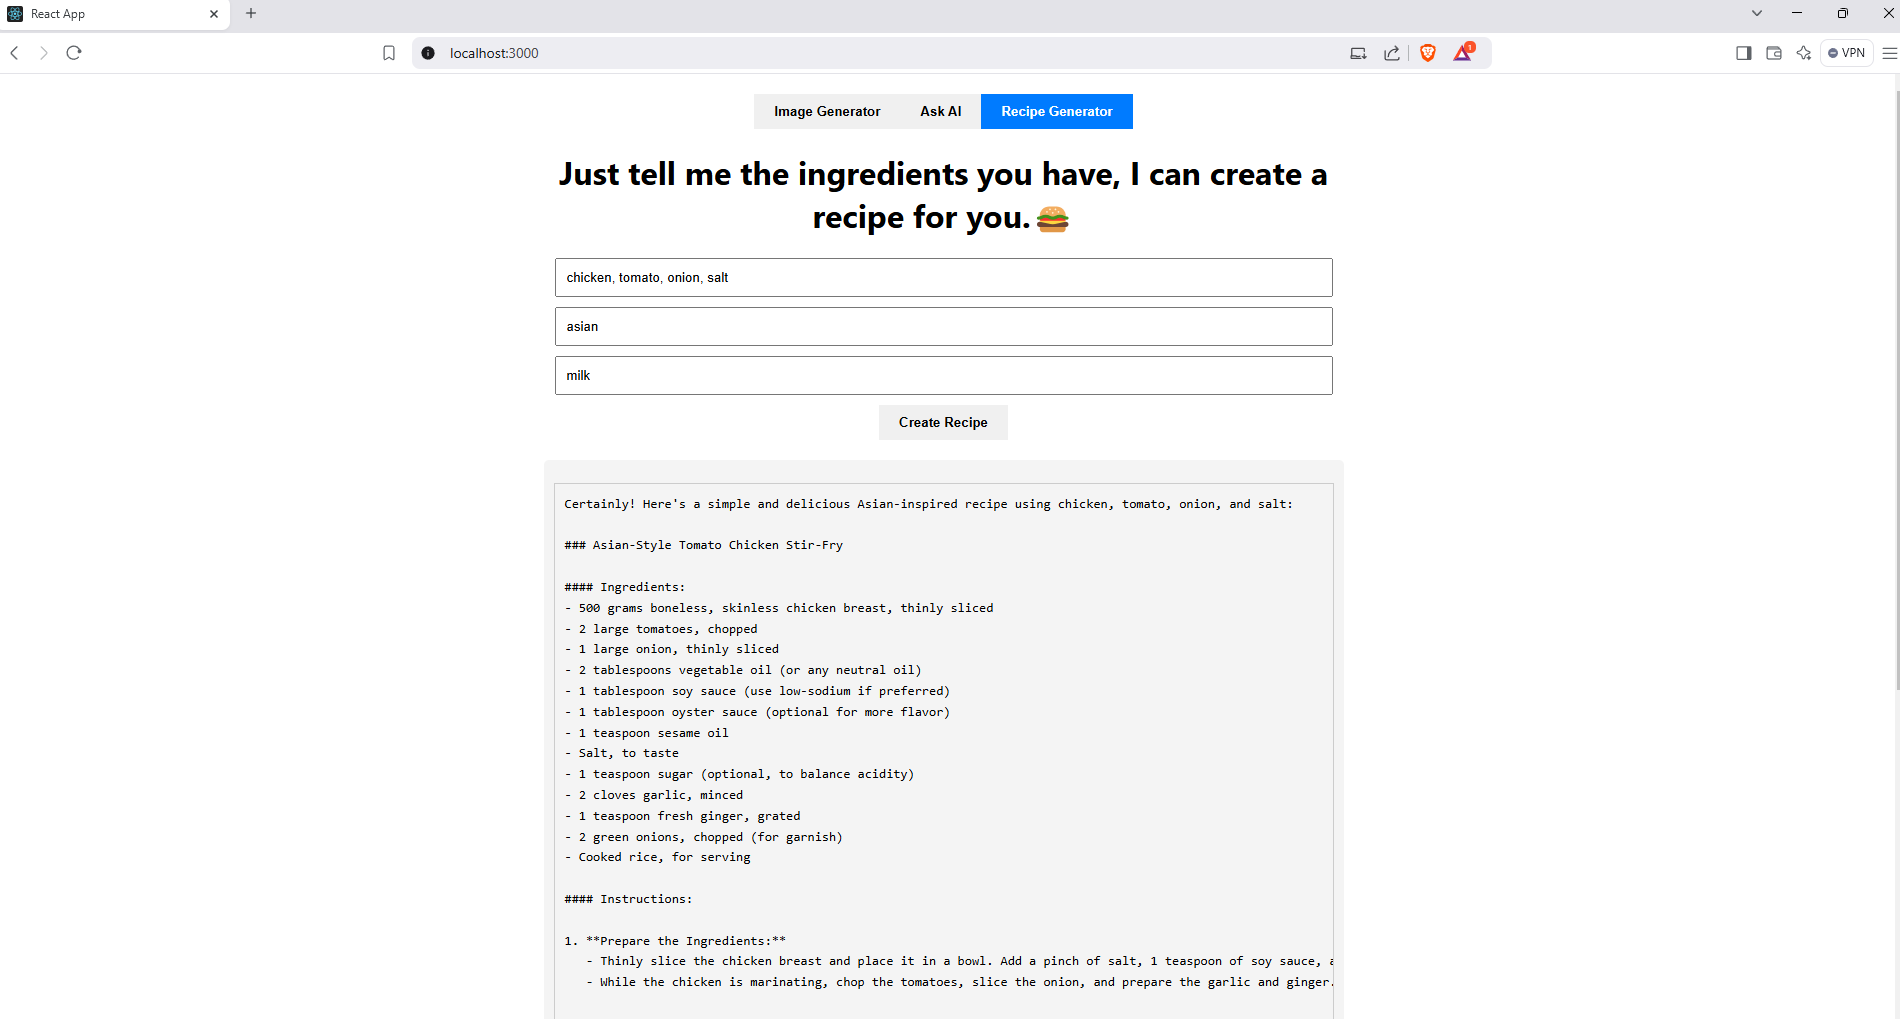 React App
localhost:3000
1
VPN
Image Generator
Ask AI
Recipe Generator
Just tell me the ingredients you have, I can create a
recipe for you.🍔
chicken, tomato, onion, salt
asian
milk
Create Recipe
Certainly! Here's a simple and delicious Asian-inspired recipe using chicken, tomato, onion, and salt:
### Asian-Style Tomato Chicken Stir-Fry
#### Ingredients:
- 500 grams boneless, skinless chicken breast, thinly sliced
- 2 large tomatoes, chopped
- 1 large onion, thinly sliced
- 2 tablespoons vegetable oil (or any neutral oil)
- 1 tablespoon soy sauce (use low-sodium if preferred)
- 1 tablespoon oyster sauce (optional for more flavor)
- 1 teaspoon sesame oil
- Salt, to taste
- 1 teaspoon sugar (optional, to balance acidity)
- 2 cloves garlic, minced
- 1 teaspoon fresh ginger, grated
- 2 green onions, chopped (for garnish)
- Cooked rice, for serving
#### Instructions:
1. **Prepare the Ingredients:**
- Thinly slice the chicken breast and place it in a bowl. Add a pinch of salt, 1 teaspoon of soy sauce,
- While the chicken is marinating, chop the tomatoes, slice the onion, and prepare the garlic and ginger.